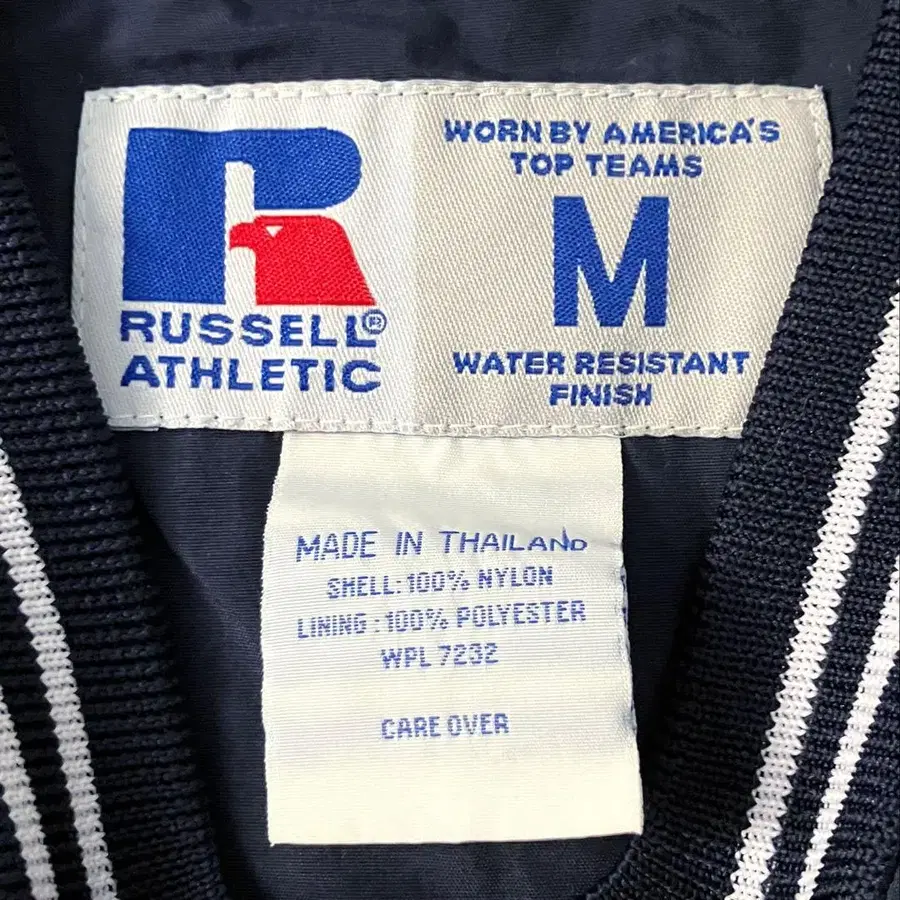 R
RUSSELL®
ATHLETIC
WORN BY AMERICA'S
TOP TEAMS
M
WATER RESISTANT
FINISH
MADE IN THAILAND
SHELL: 100% NYLON
LINING : 100% POLYESTER
WPL 7232
CARE OVER